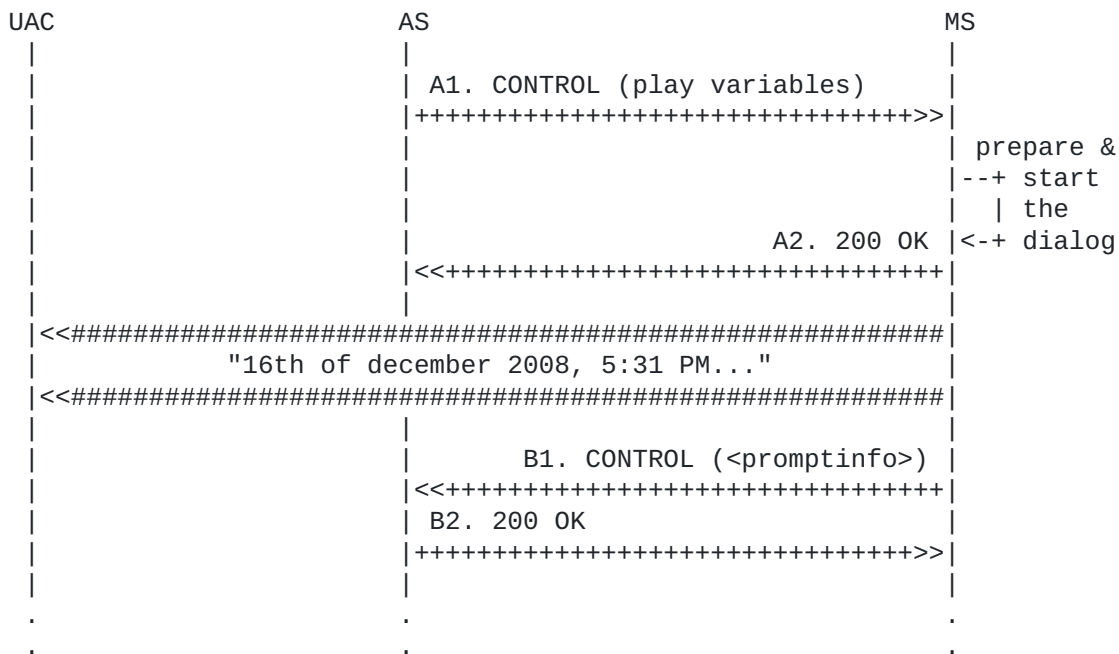 UAC                      AS                                 MS
 |                       |                                  |
 |                       | A1. CONTROL (play variables)     |
 |                       |++++++++++++++++++++++++++++++++>>|
 |                       |                                  | prepare &
 |                       |                                  |--+ start
 |                       |                                  |  | the
 |                       |                       A2. 200 OK |<-+ dialog
 |                       |<<++++++++++++++++++++++++++++++++|
 |                       |                                  |
 |<<########################################################|
 |            "16th of december 2008, 5:31 PM..."           |
 |<<########################################################|
 |                       |                                  |
 |                       |       B1. CONTROL (<promptinfo>) |
 |                       |<<++++++++++++++++++++++++++++++++|
 |                       | B2. 200 OK                       |
 |                       |++++++++++++++++++++++++++++++++>>|
 |                       |                                  |
 .                       .                                  .
 .                       .                                  .